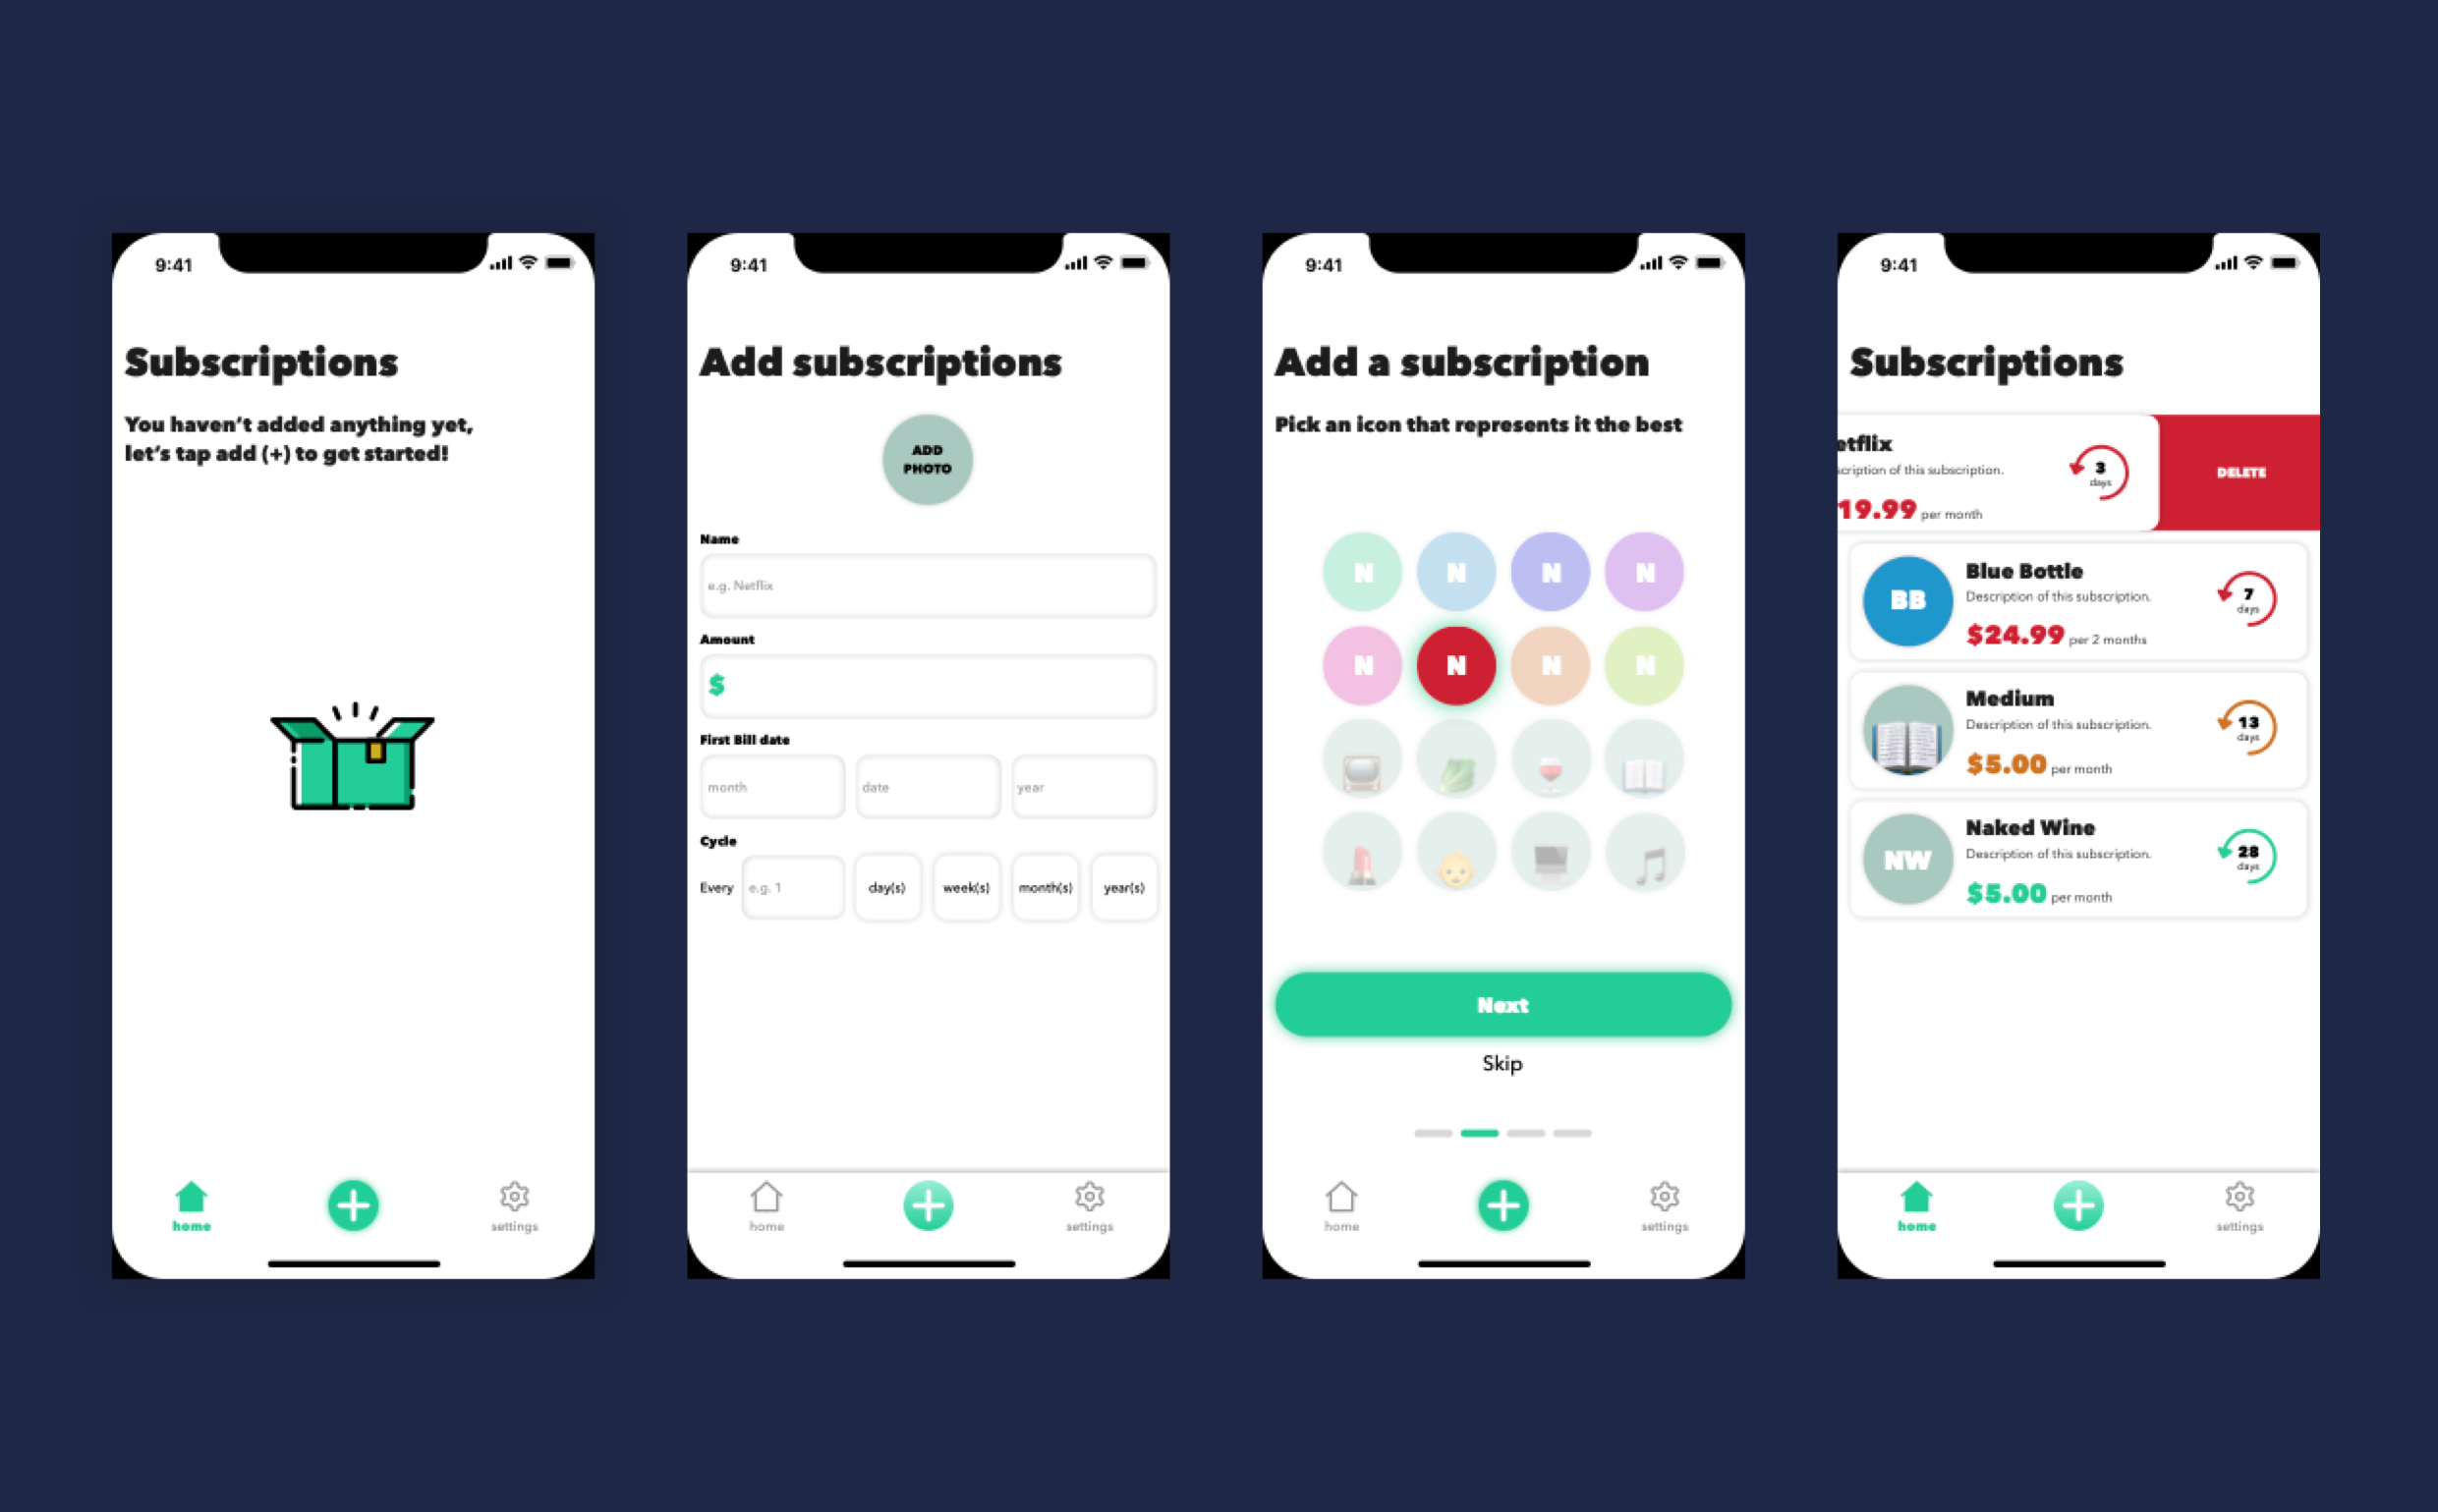 9:41
Subscriptions
You haven't added anything yet,
let's tap add (+) to get started!
home
settings
9:41
Add subscriptions
ADD
PHOTO
Name
e.g. Netflix
Amount
$
First Bill date
month date year
Cycle
Every e.g. 1 day(s) week(s) month(s) year(s)
home
settings
9:41
Add a subscription
Pick an icon that represents it the best
N N N N
N N N N
Next
Skip
home
settings
9:41
Subscriptions
etflix
cription of this subscription.
19.99 per month
3
days
DELETE
BB
Blue Bottle
Description of this subscription.
$24.99 per 2 months
7
days
Medium
Description of this subscription.
$5.00 per month
13
days
NW
Naked Wine
Description of this subscription.
$5.00 per month
28
days
home
settings